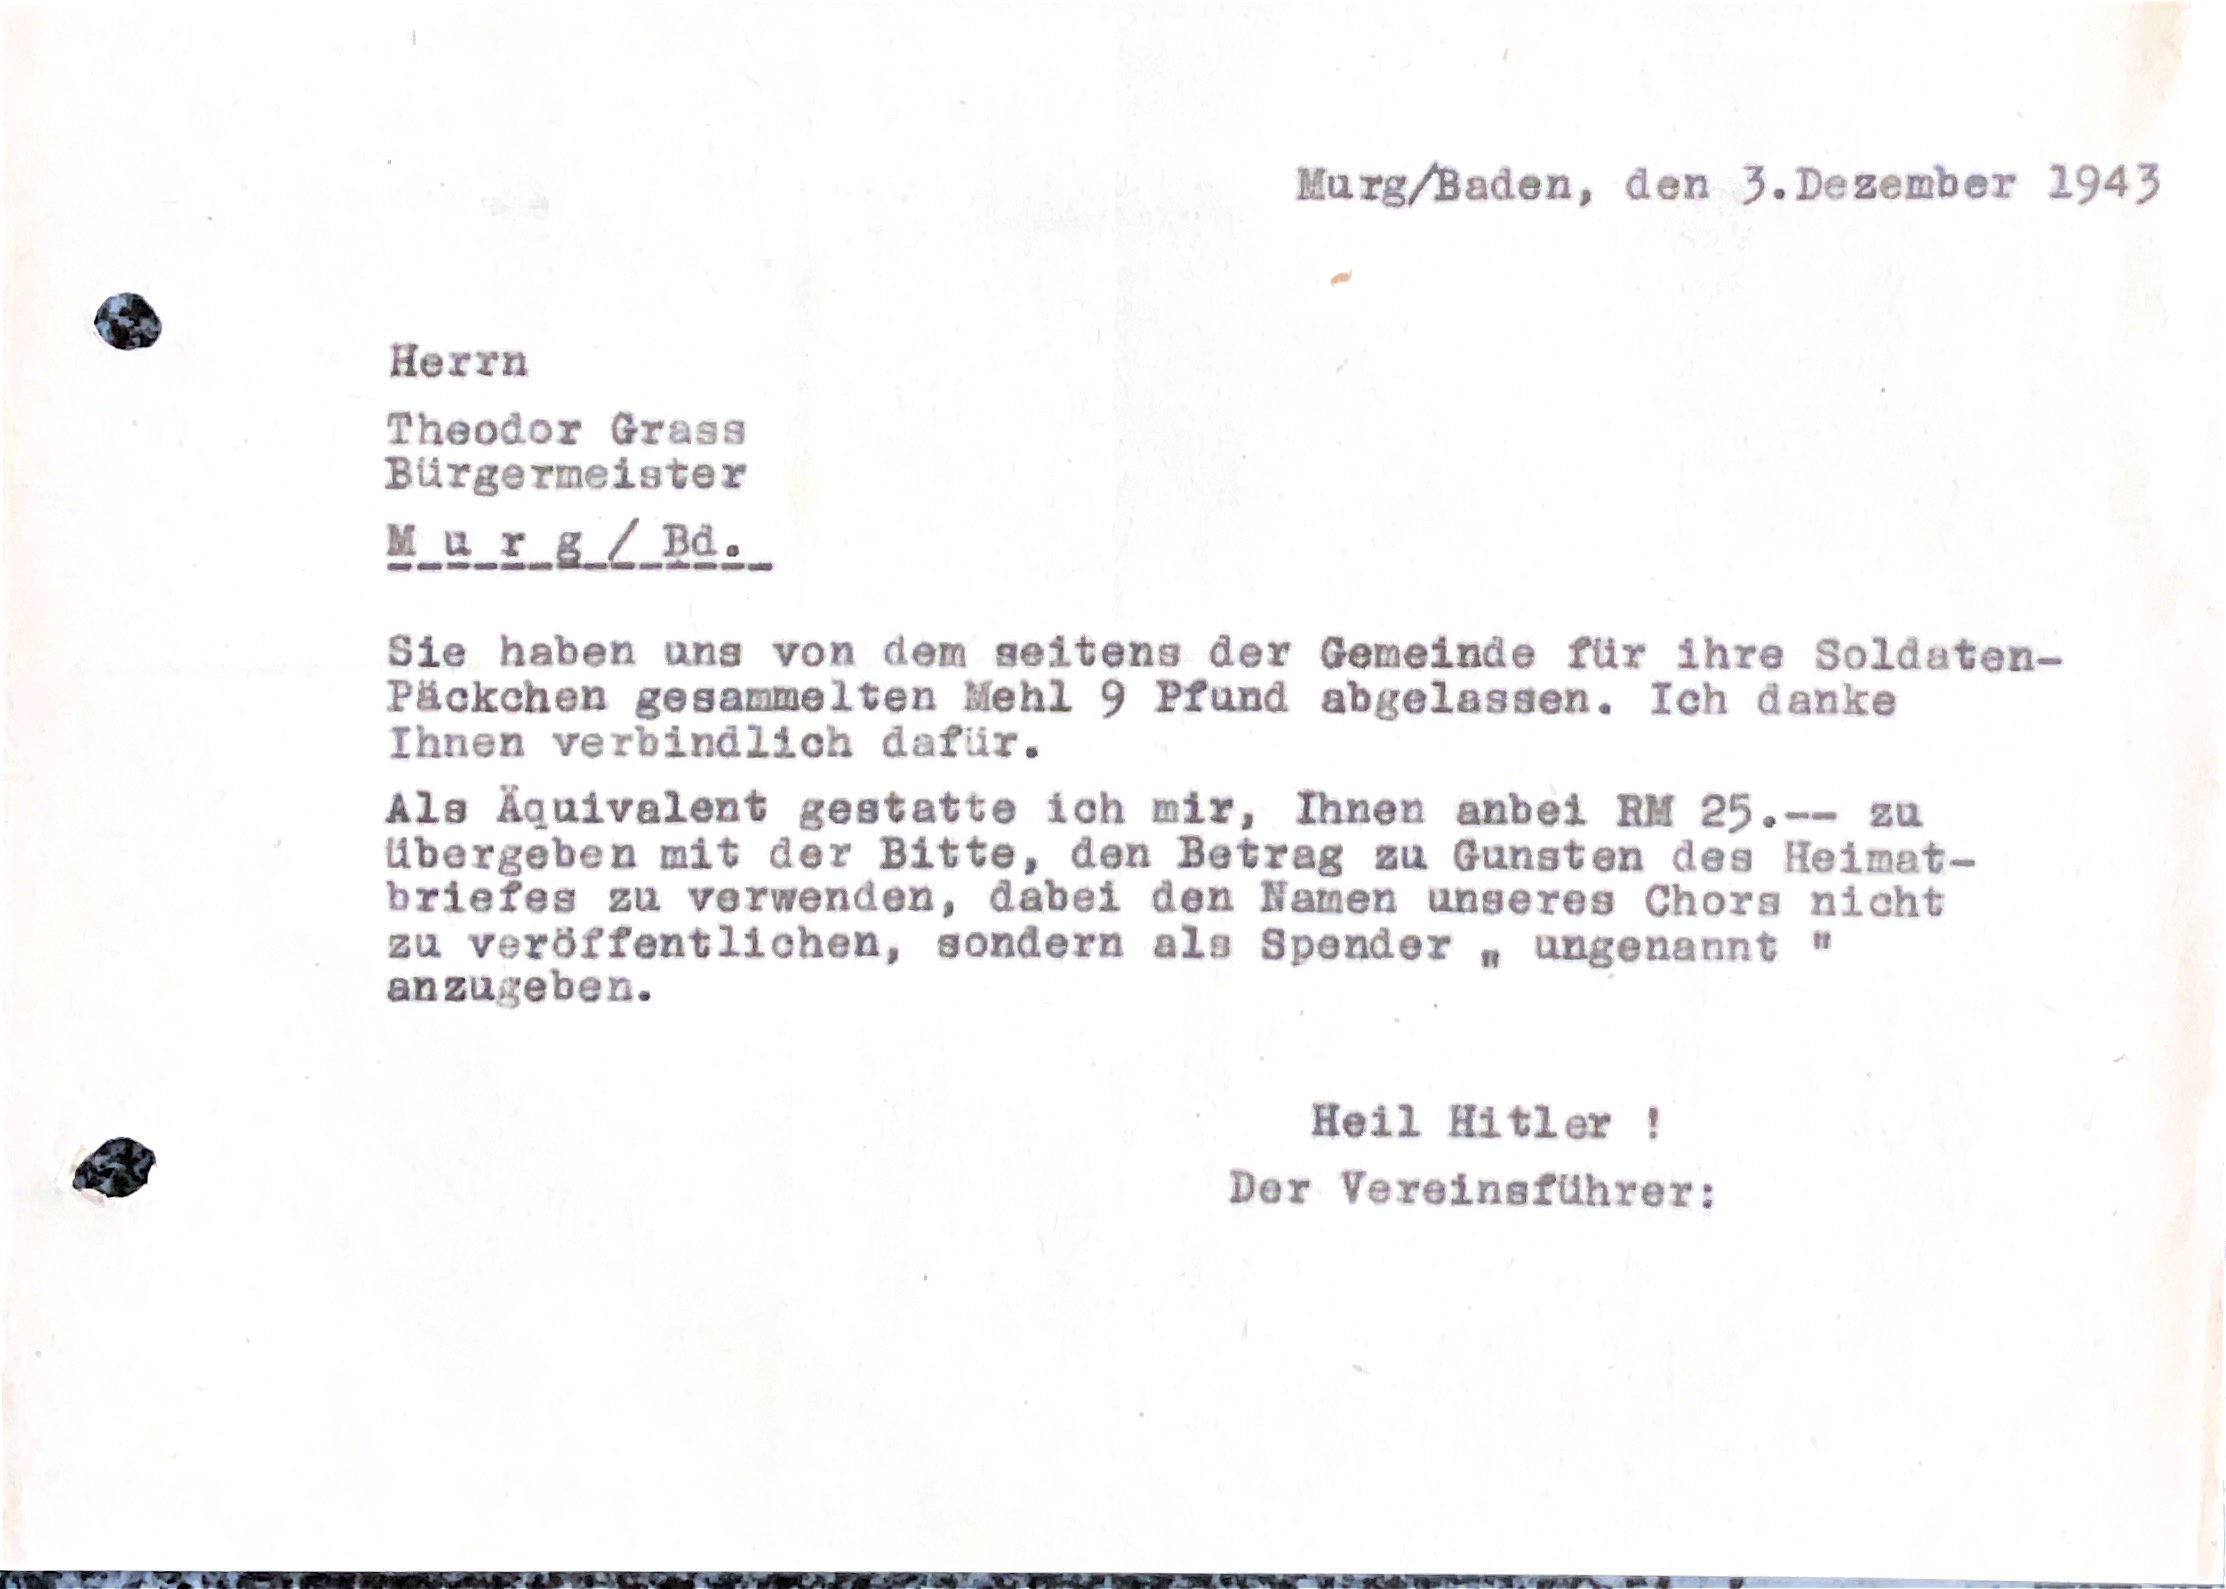 Murg/Baden, den 3.Dezember 1943
Herrn
Theodor Grass
Bürgermeister
M u r g / Bd.
Sie haben uns von dem seitens der Gemeinde für ihre Soldaten-
Päckchen gesammelten Mehl 9 Pfund abgelassen. Ich danke
Ihnen verbindlich dafür.
Als Äquivalent gestatte ich mir, Ihnen anbei RM 25.-- zu
übergeben mit der Bitte, den Betrag zu Gunsten des Heimat-
briefes zu verwenden, dabei den Namen unseres Chors nicht
zu veröffentlichen, sondern als Spender „ ungenannt "
anzugeben.
Heil Hitler !
Der Vereinsführer: